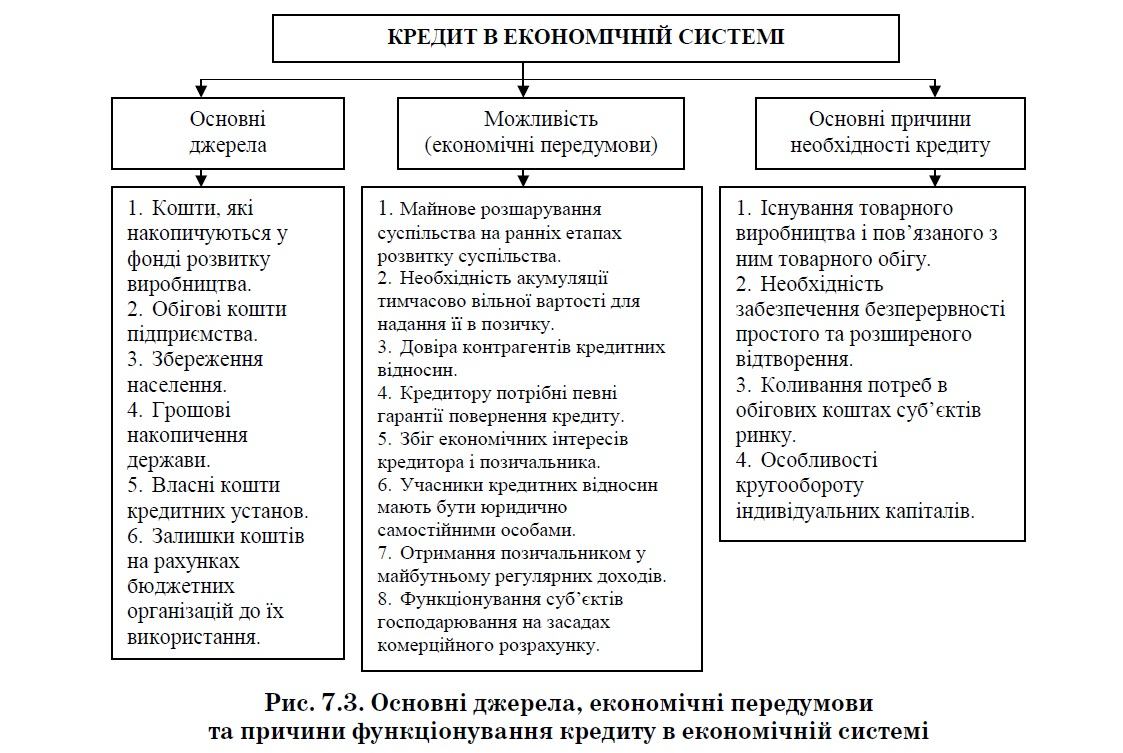 КРЕДИТ В ЕКОНОМІЧНІЙ СИСТЕМІ
Основні
джерела
Можливість
(економічні передумови)
Основні причини
необхідності кредиту
1. Кошти, які
накопичуються у
фонді розвитку
виробництва.
2. Обігові кошти
підприємства.
3. Збереження
населення.
4. Грошові
накопичення
держави.
5. Власні кошти
кредитних установ.
6. Залишки коштів
на рахунках
бюджетних
організацій до їх
використання.
1. Майнове розшарування
суспільства на ранніх етапах
розвитку суспільства.
2. Необхідність акумуляції
тимчасово вільної вартості для
надання її в позичку.
3. Довіра контрагентів кредитних
відносин.
4. Кредитору потрібні певні
гарантії повернення кредиту.
5. Збіг економічних інтересів
кредитора і позичальника.
6. Учасники кредитних відносин
мають бути юридично
самостійними особами.
7. Отримання позичальником у
майбутньому регулярних доходів.
8. Функціонування суб’єктів
господарювання на засадах
комерційного розрахунку.
1. Існування товарного
виробництва і пов’язаного з
ним товарного обігу.
2. Необхідність
забезпечення безперервності
простого та розширеного
відтворення.
3. Коливання потреб в
обігових коштах суб’єктів
ринку.
4. Особливості
кругообороту
індивідуальних капіталів.
Рис. 7.3. Основні джерела, економічні передумови
та причини функціонування кредиту в економічній системі